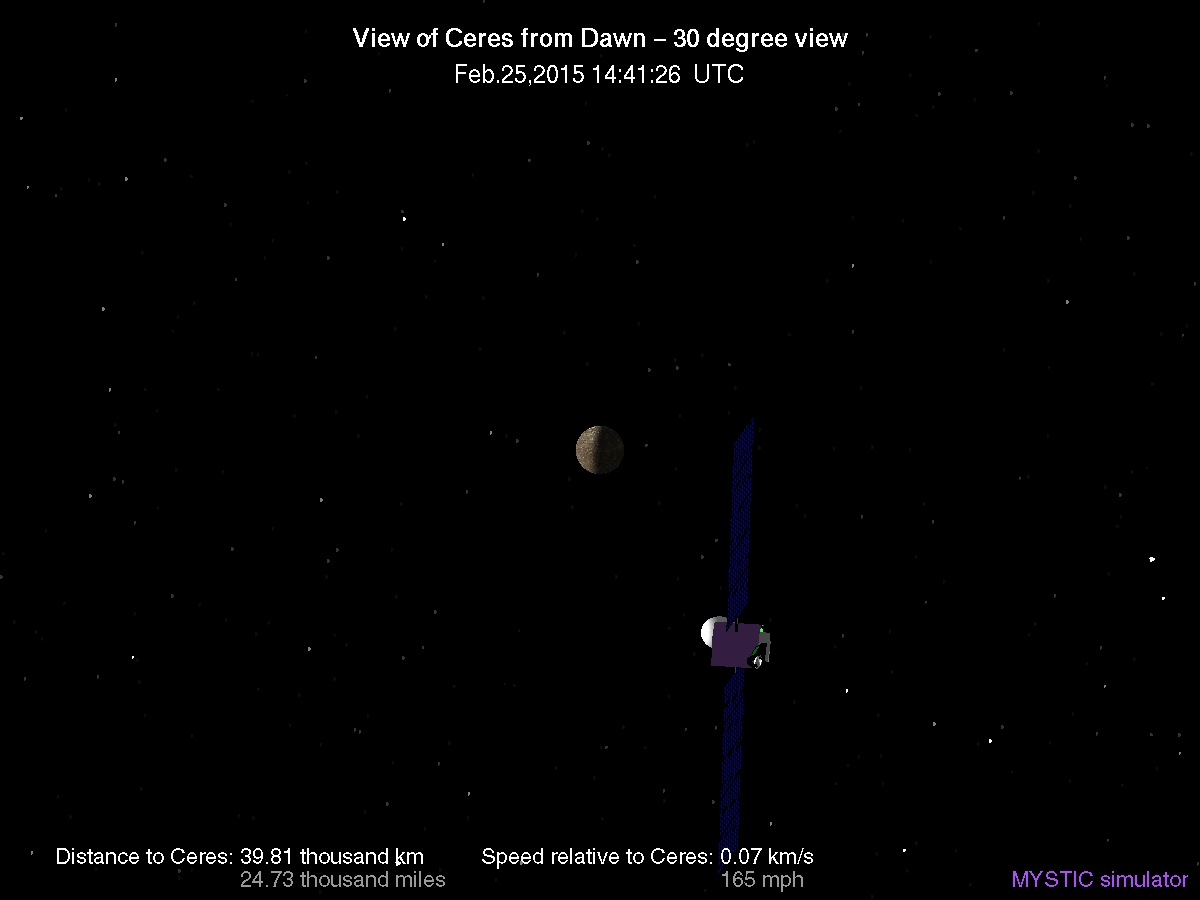 View of Ceres from Dawn – 30 degree view
Feb.25,2015 14:41:26 UTC
Distance to Ceres: 39.81 thousand km
24.73 thousand miles
Speed relative to Ceres: 0.07 km/s
165 mph
MYSTIC simulator